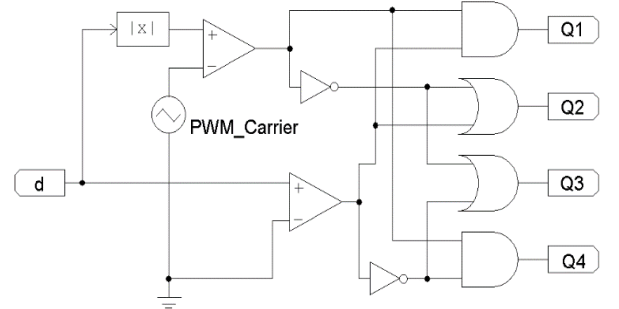 |x|
+
−
Q1
Q2
PWM_Carrier
d
+
−
Q3
Q4